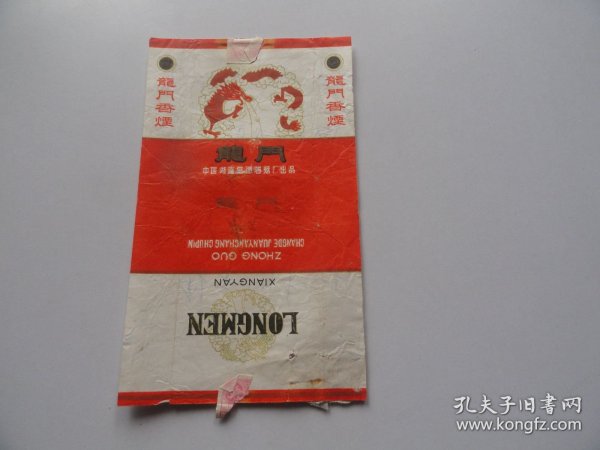 龍門香煙
龍門香煙
龍門
中国湖南常德卷烟厂出品
CHANGDE JUANYANCHANG CHUPIN
ZHONG GUO
XIANGYAN
LONGMEN
孔夫子旧書网
www.kongfz.com